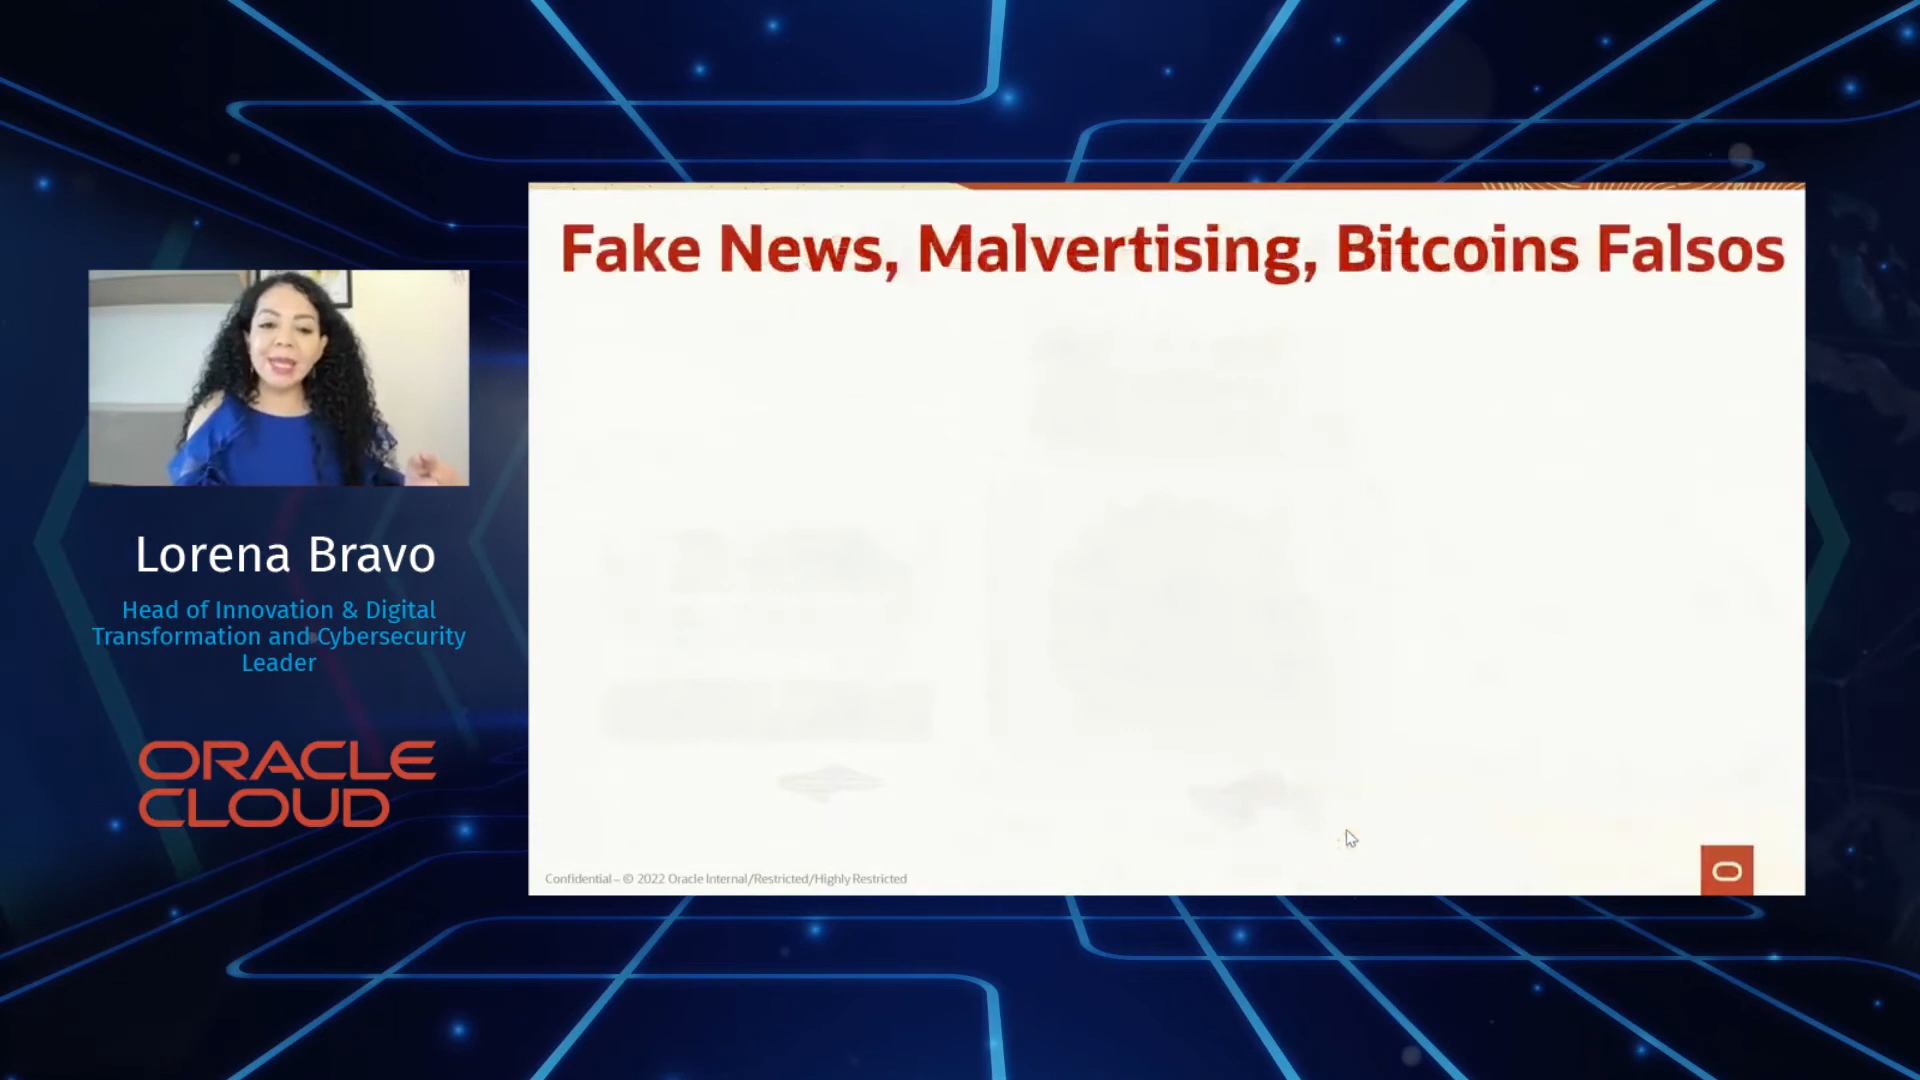 Fake News, Malvertising, Bitcoins Falsos
Lorena Bravo
Head of Innovation & Digital
Transformation and Cybersecurity
Leader
ORACLE
CLOUD
Confidential – © 2022 Oracle Internal/Restricted/Highly Restricted